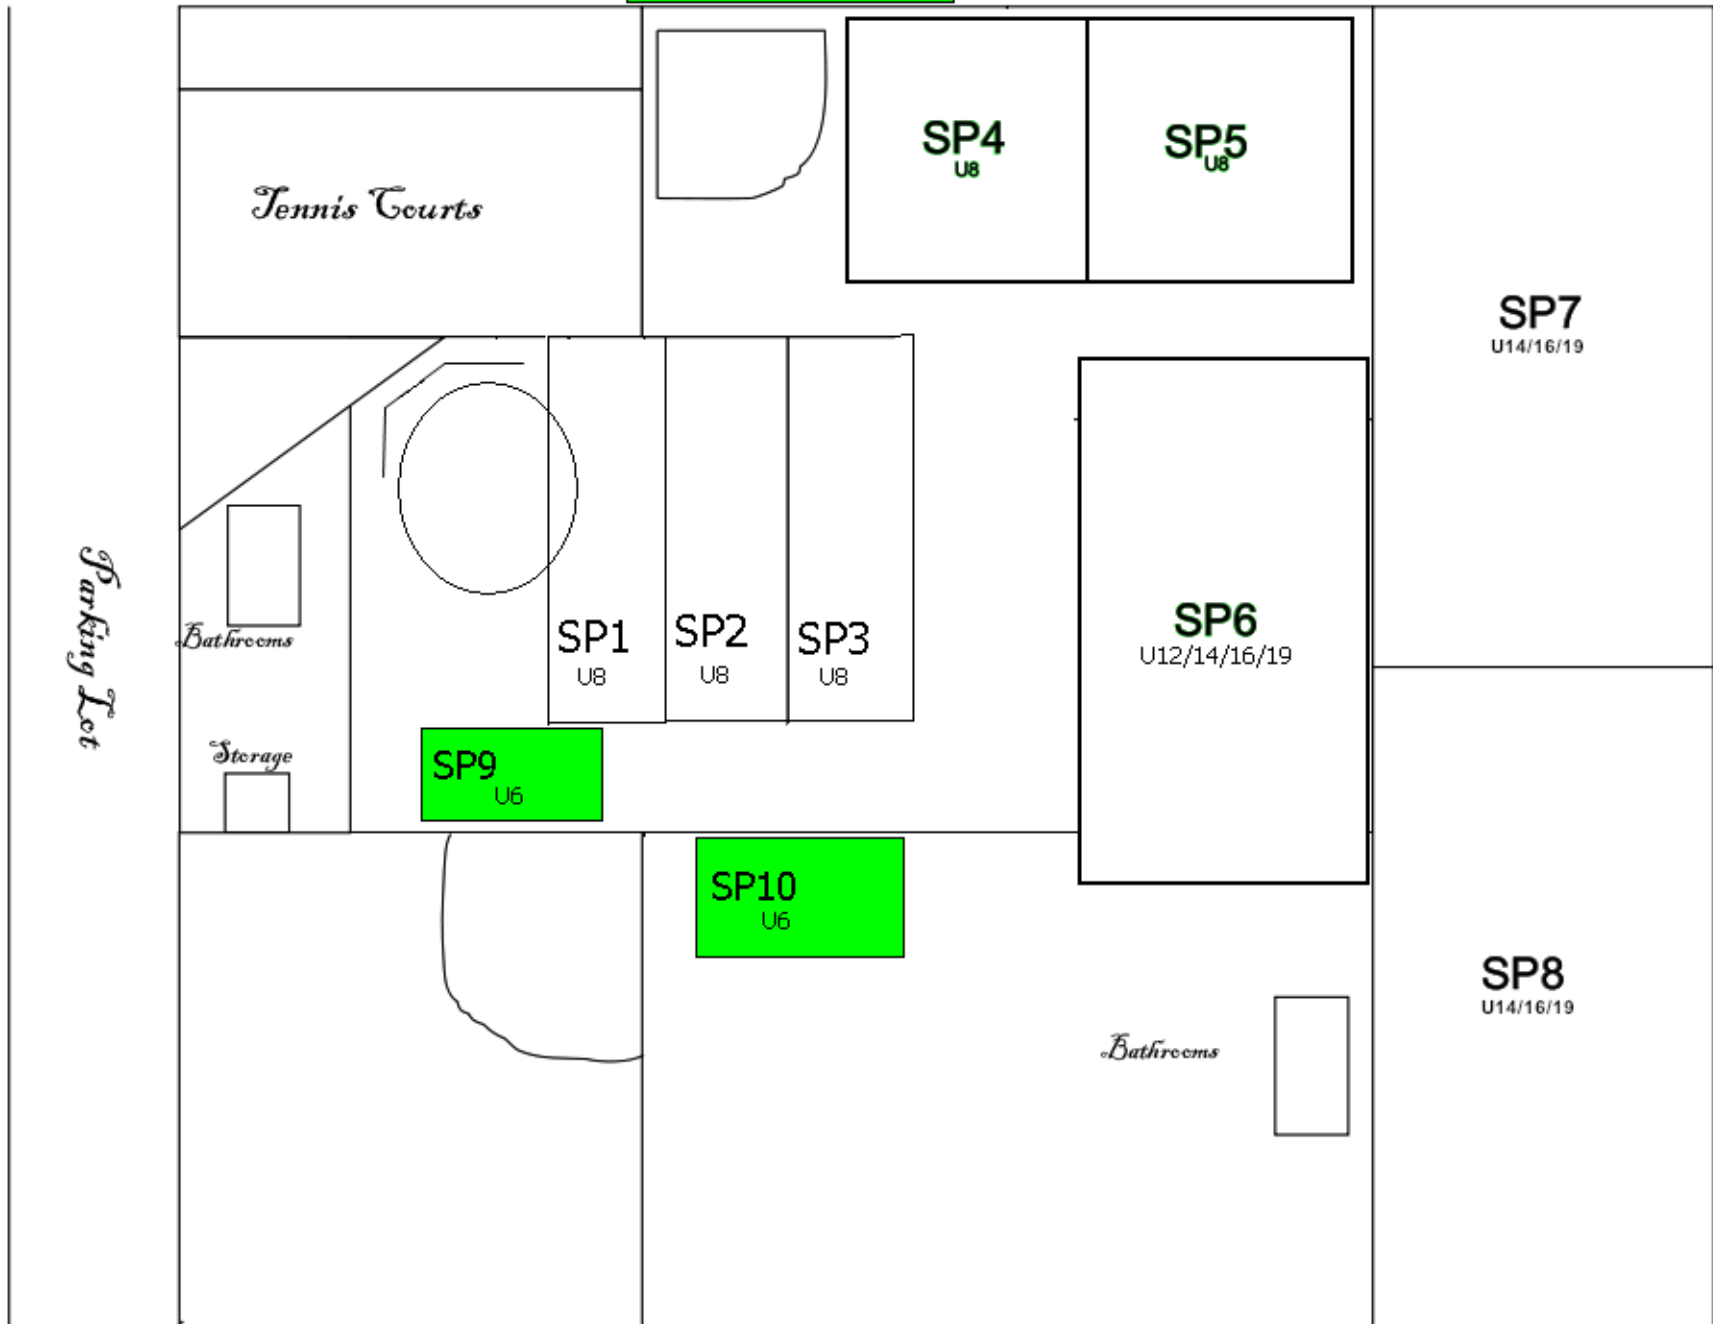 SP4
U8
SP5
U8
Tennis Courts
SP7
U14/16/19
Parking Lot
Bathrooms
SP1
U8
SP2
U8
SP3
U8
SP6
U12/14/16/19
Storage
SP9
U6
SP10
U6
SP8
U14/16/19
Bathrooms